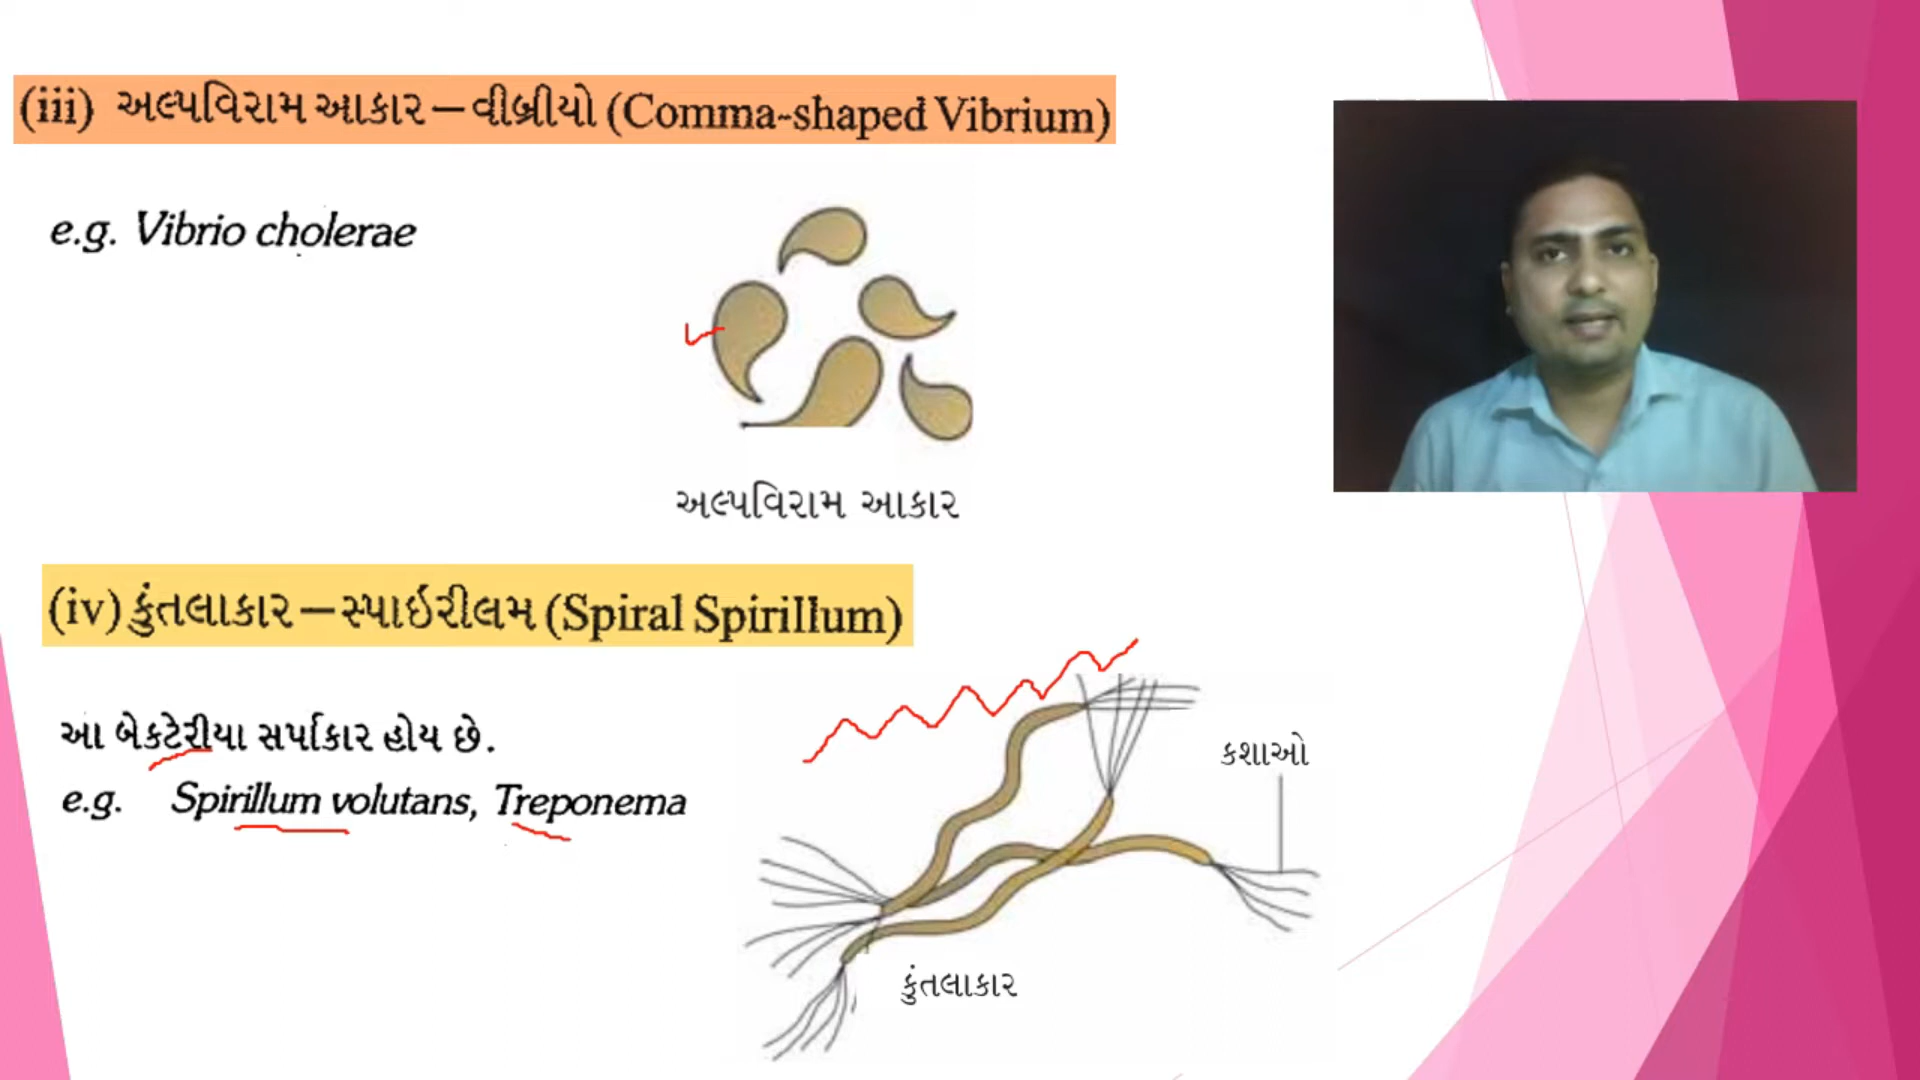 (iii) અલ્પવિરામ આકાર – વીબ્રીયો (Comma-shaped Vibrium)
e.g. Vibrio cholerae
અલ્પવિરામ આકાર
(iv) કુંતલાકાર – સ્પાઇરીલમ (Spiral Spirillum)
આ બેકટેરીયા સર્પાકાર હોય છે.
e.g. Spirillum volutans, Treponema
કશાઓ
કુંતલાકાર